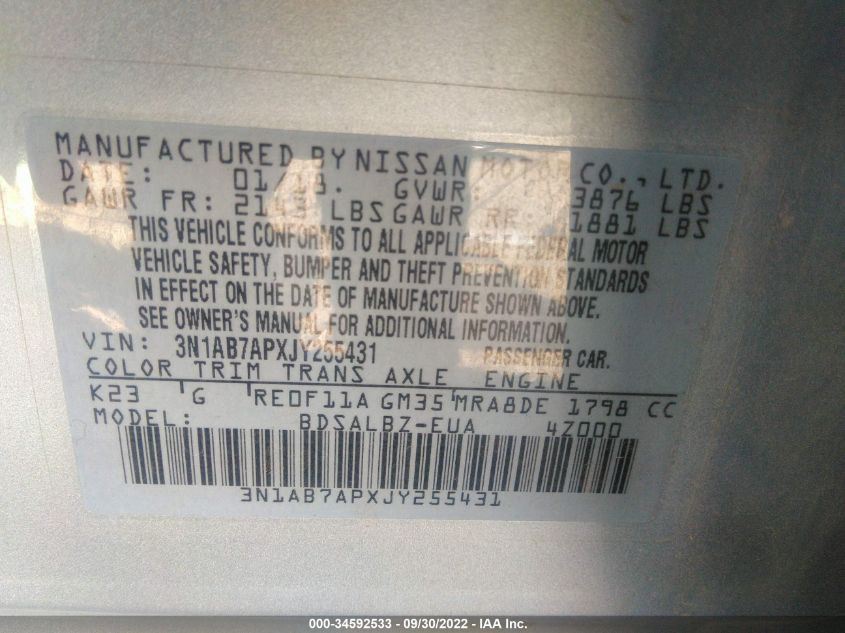 MANUFACTURED BY NISSAN MOTOR CO., LTD.
DATE: 01/18. GVWR: 3876 LBS
GAWR FR: LBS GAWR RR: 1881 LBS
THIS VEHICLE CONFORMS TO ALL APPLICABLE FEDERAL MOTOR
VEHICLE SAFETY, BUMPER AND THEFT PREVENTION STANDARDS
IN EFFECT ON THE DATE OF MANUFACTURE SHOWN ABOVE.
SEE OWNER'S MANUAL FOR ADDITIONAL INFORMATION.
VIN: 3N1AB7APXJY255431 PASSENGER CAR.
COLOR TRIM TRANS AXLE ENGINE
K23 G RE0F11A GM35 MRA8DE 1798 CC
MODEL: BDSALBZ-EUA 4Z000
3N1AB7APXJY255431
000-34592533 - 09/30/2022 - IAA Inc.